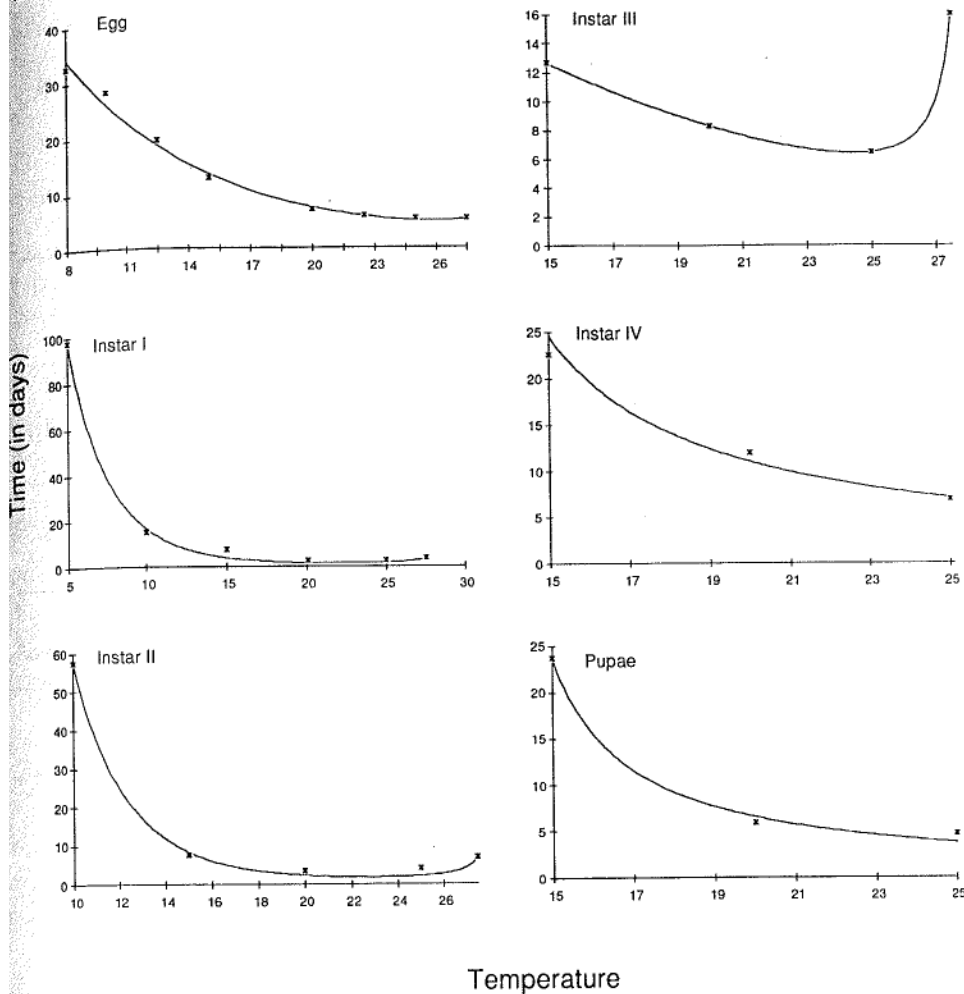 Time (in days)
Egg
40
30
20
10
0
8 11 14 17 20 23 26
Instar III
16
14
12
10
8
6
4
2
0
15 17 19 21 23 25 27
Instar I
100
80
60
40
20
0
5 10 15 20 25 30
Instar IV
25
20
15
10
5
0
15 17 19 21 23 25
Instar II
60
50
40
30
20
10
0
10 12 14 16 18 20 22 24 26
Pupae
25
20
15
10
5
0
15 17 19 21 23 25
Temperature